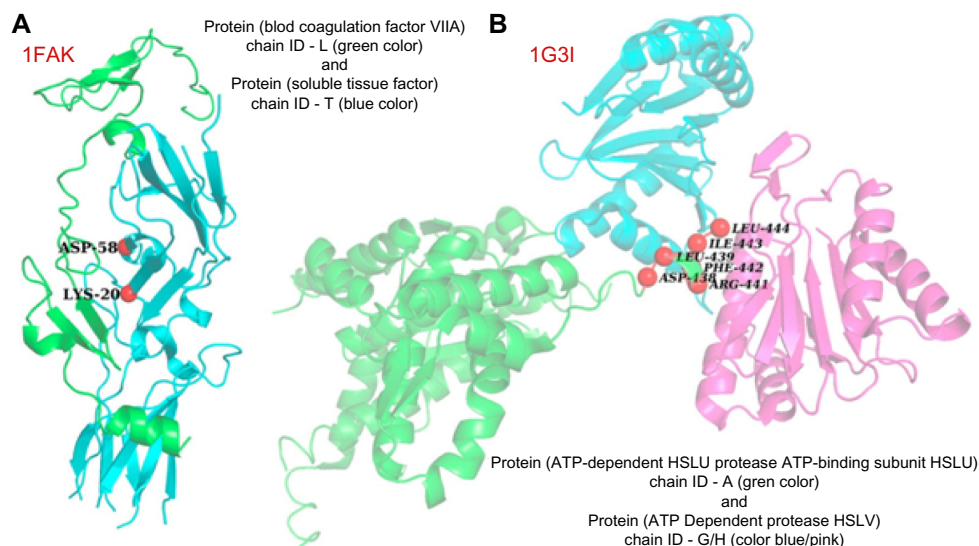 A
1FAK
Protein (blod coagulation factor VIIA)
chain ID - L (green color)
and
Protein (soluble tissue factor)
chain ID - T (blue color)
ASP-58
LYS-20
B
1G3I
LEU-444
ILE-443
LEU-439
PHE-442
ASP-438
ARG-441
Protein (ATP-dependent HSLU protease ATP-binding subunit HSLU)
chain ID - A (gren color)
and
Protein (ATP Dependent protease HSLV)
chain ID - G/H (color blue/pink)